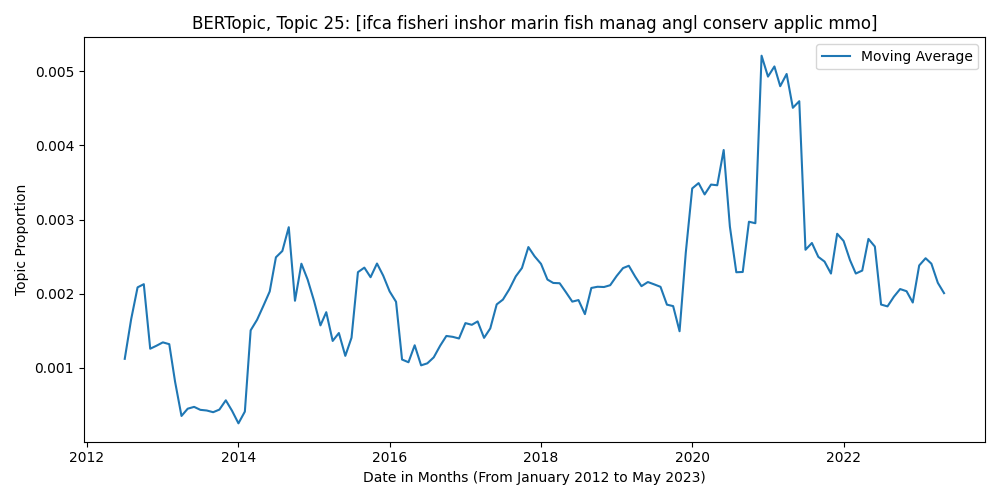 BERTopic, Topic 25: [ifca fisheri inshor marin fish manag angl conserv applic mmo]
Moving Average
0.005
0.004
0.003
0.002
0.001
Topic Proportion
2012 2014 2016 2018 2020 2022
Date in Months (From January 2012 to May 2023)